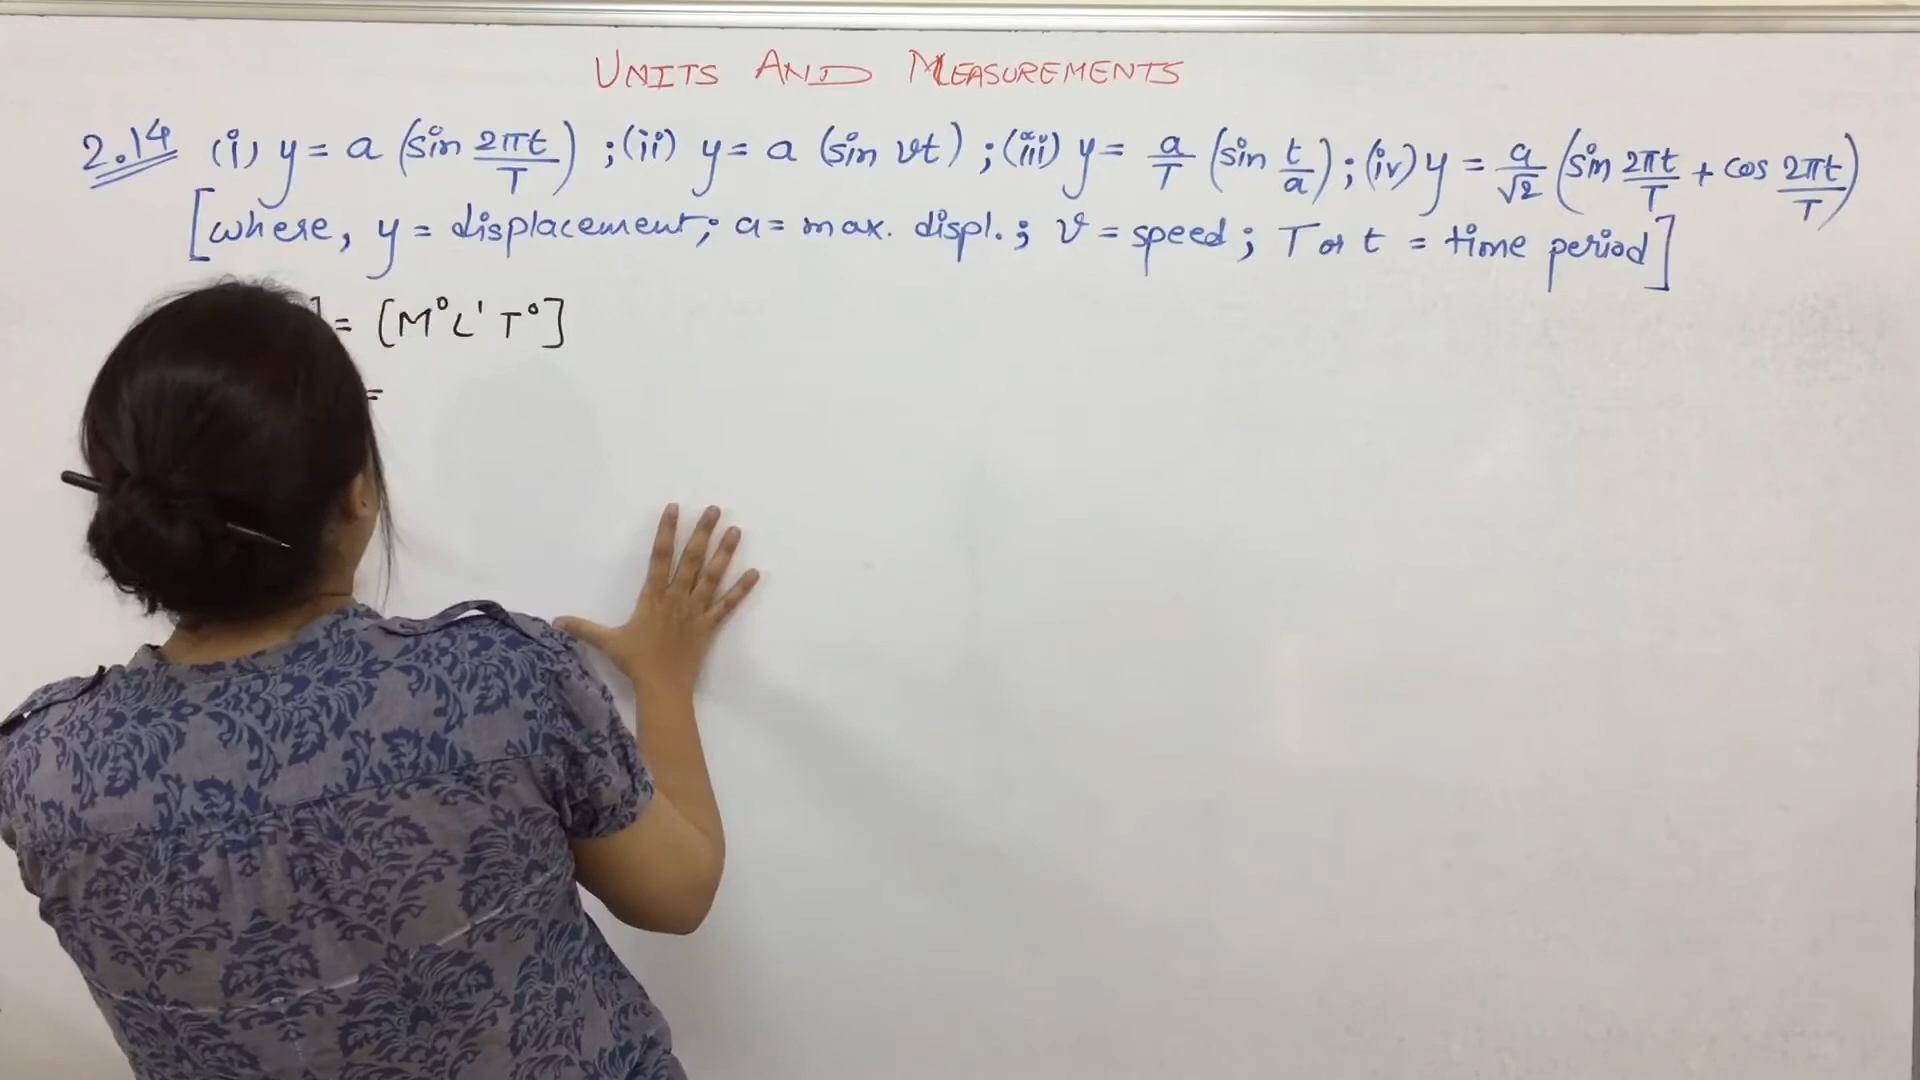 UNITS AND MEASUREMENTS
2.14 (i) y = a (sin 2πt/T) ; (ii) y = a (sin vt) ; (iii) y = a/T (sin t/a) ; (iv) y = a/√2 (sin 2πt/T + cos 2πt/T)
[where, y = displacement; a = max. displ. ; v = speed ; T or t = time period]
] = [M⁰L¹T⁰]
=